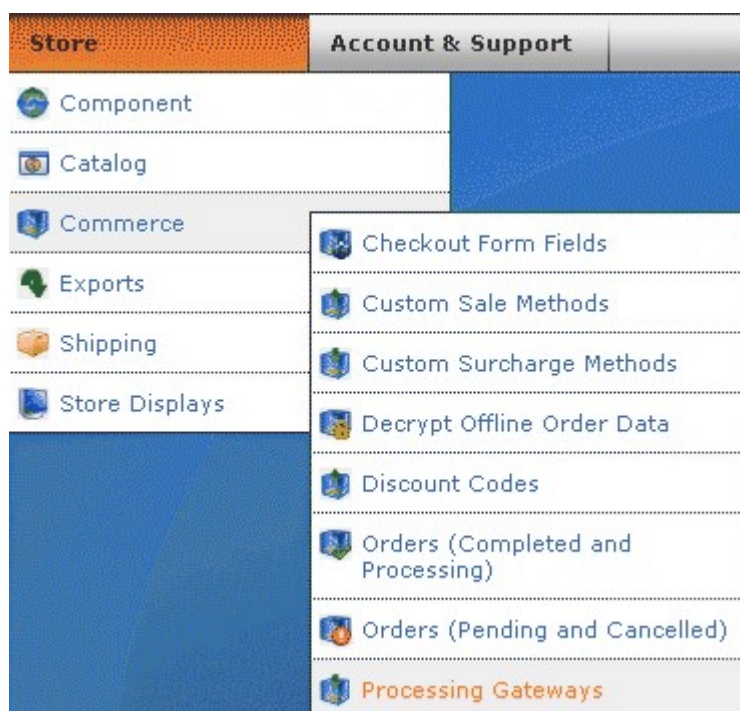 Store
Account & Support
Component
Catalog
Commerce
Exports
Shipping
Store Displays
Checkout Form Fields
Custom Sale Methods
Custom Surcharge Methods
Decrypt Offline Order Data
Discount Codes
Orders (Completed and
Processing)
Orders (Pending and Cancelled)
Processing Gateways